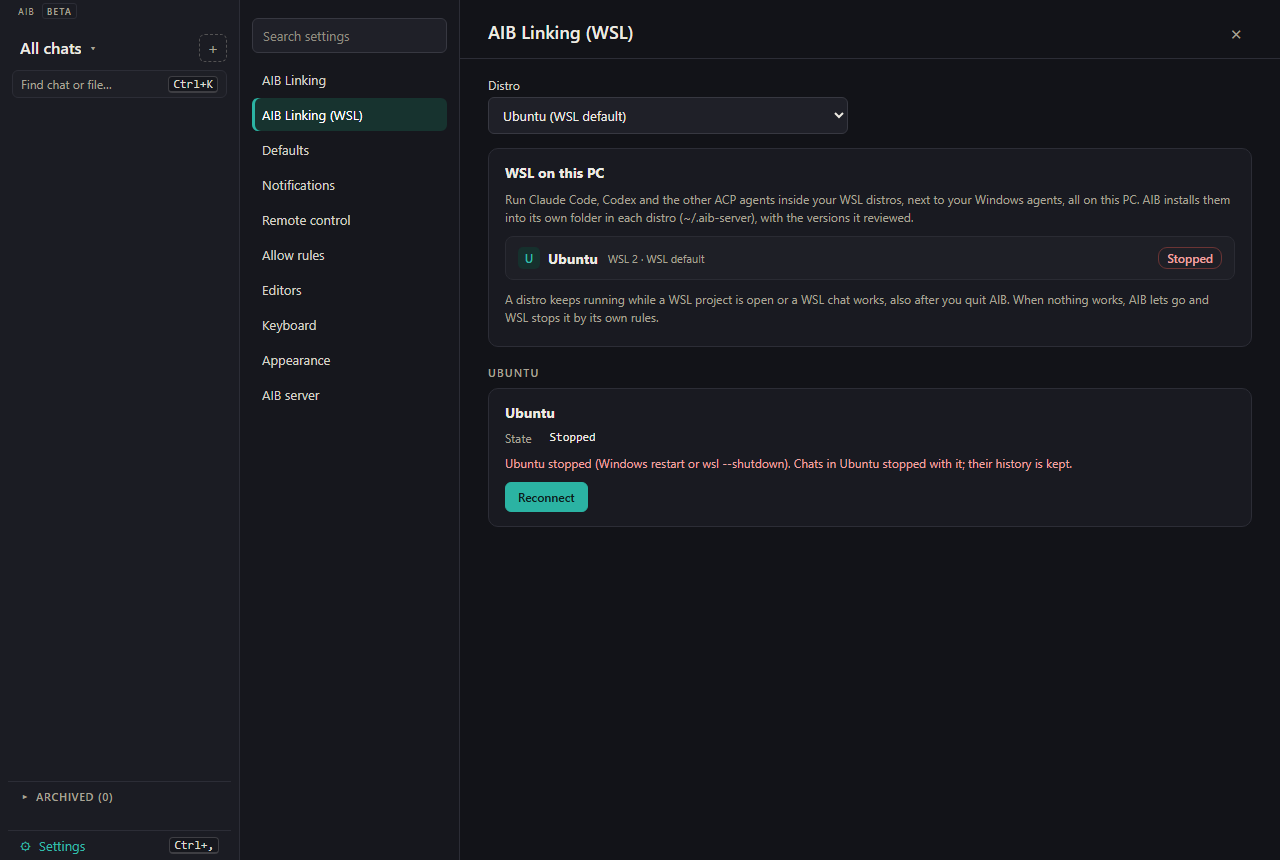 AIB BETA
All chats
+
Find chat or file... Ctrl+K
ARCHIVED (0)
Settings Ctrl+,
Search settings
AIB Linking
AIB Linking (WSL)
Defaults
Notifications
Remote control
Allow rules
Editors
Keyboard
Appearance
AIB server
AIB Linking (WSL)
Distro
Ubuntu (WSL default)
WSL on this PC
Run Claude Code, Codex and the other ACP agents inside your WSL distros, next to your Windows agents, all on this PC. AIB installs them
into its own folder in each distro (~/.aib-server), with the versions it reviewed.
U Ubuntu WSL 2 · WSL default Stopped
A distro keeps running while a WSL project is open or a WSL chat works, also after you quit AIB. When nothing works, AIB lets go and
WSL stops it by its own rules.
UBUNTU
Ubuntu
State Stopped
Ubuntu stopped (Windows restart or wsl --shutdown). Chats in Ubuntu stopped with it; their history is kept.
Reconnect